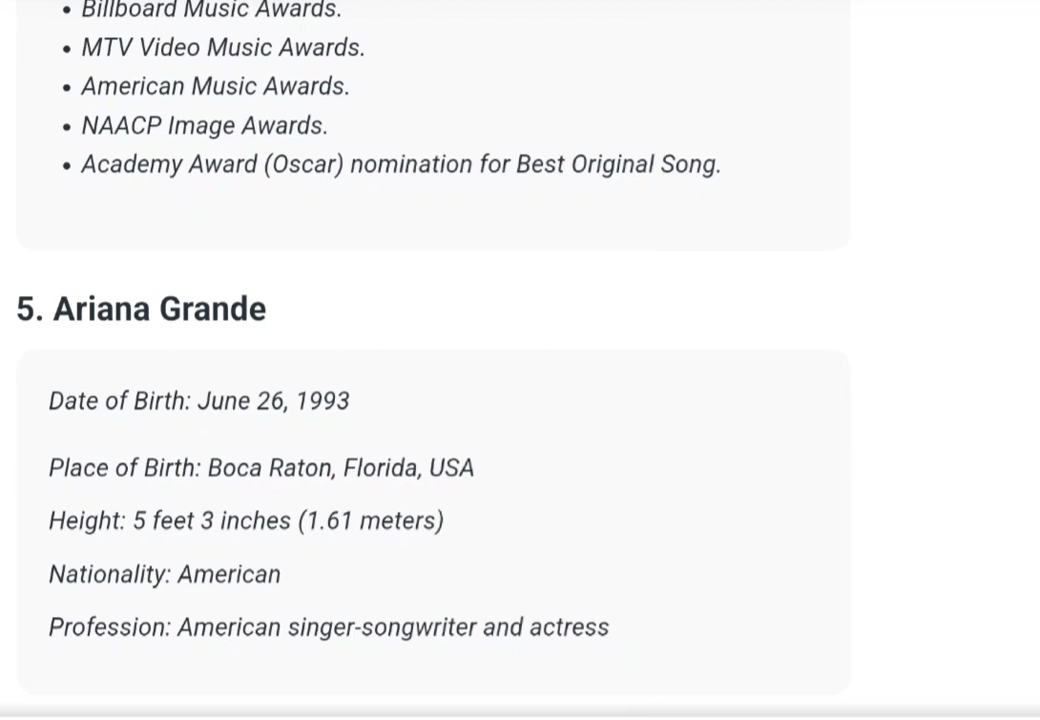 • Billboard Music Awards.
• MTV Video Music Awards.
• American Music Awards.
• NAACP Image Awards.
• Academy Award (Oscar) nomination for Best Original Song.
5. Ariana Grande
Date of Birth: June 26, 1993
Place of Birth: Boca Raton, Florida, USA
Height: 5 feet 3 inches (1.61 meters)
Nationality: American
Profession: American singer-songwriter and actress